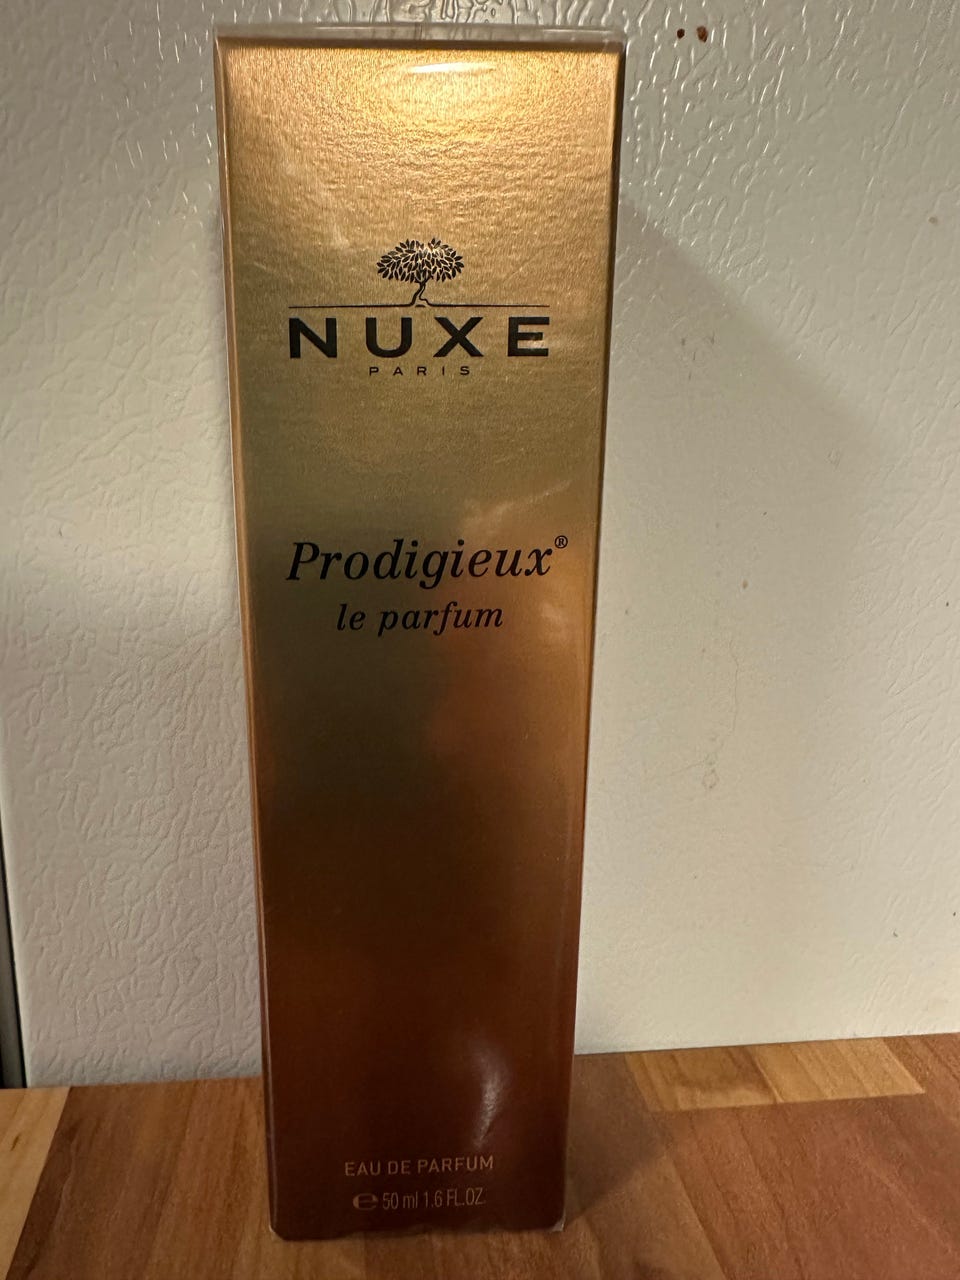 NUXE
PARIS
Prodigieux®
le parfum
EAU DE PARFUM
℮ 50 ml 1.6 FL.OZ.